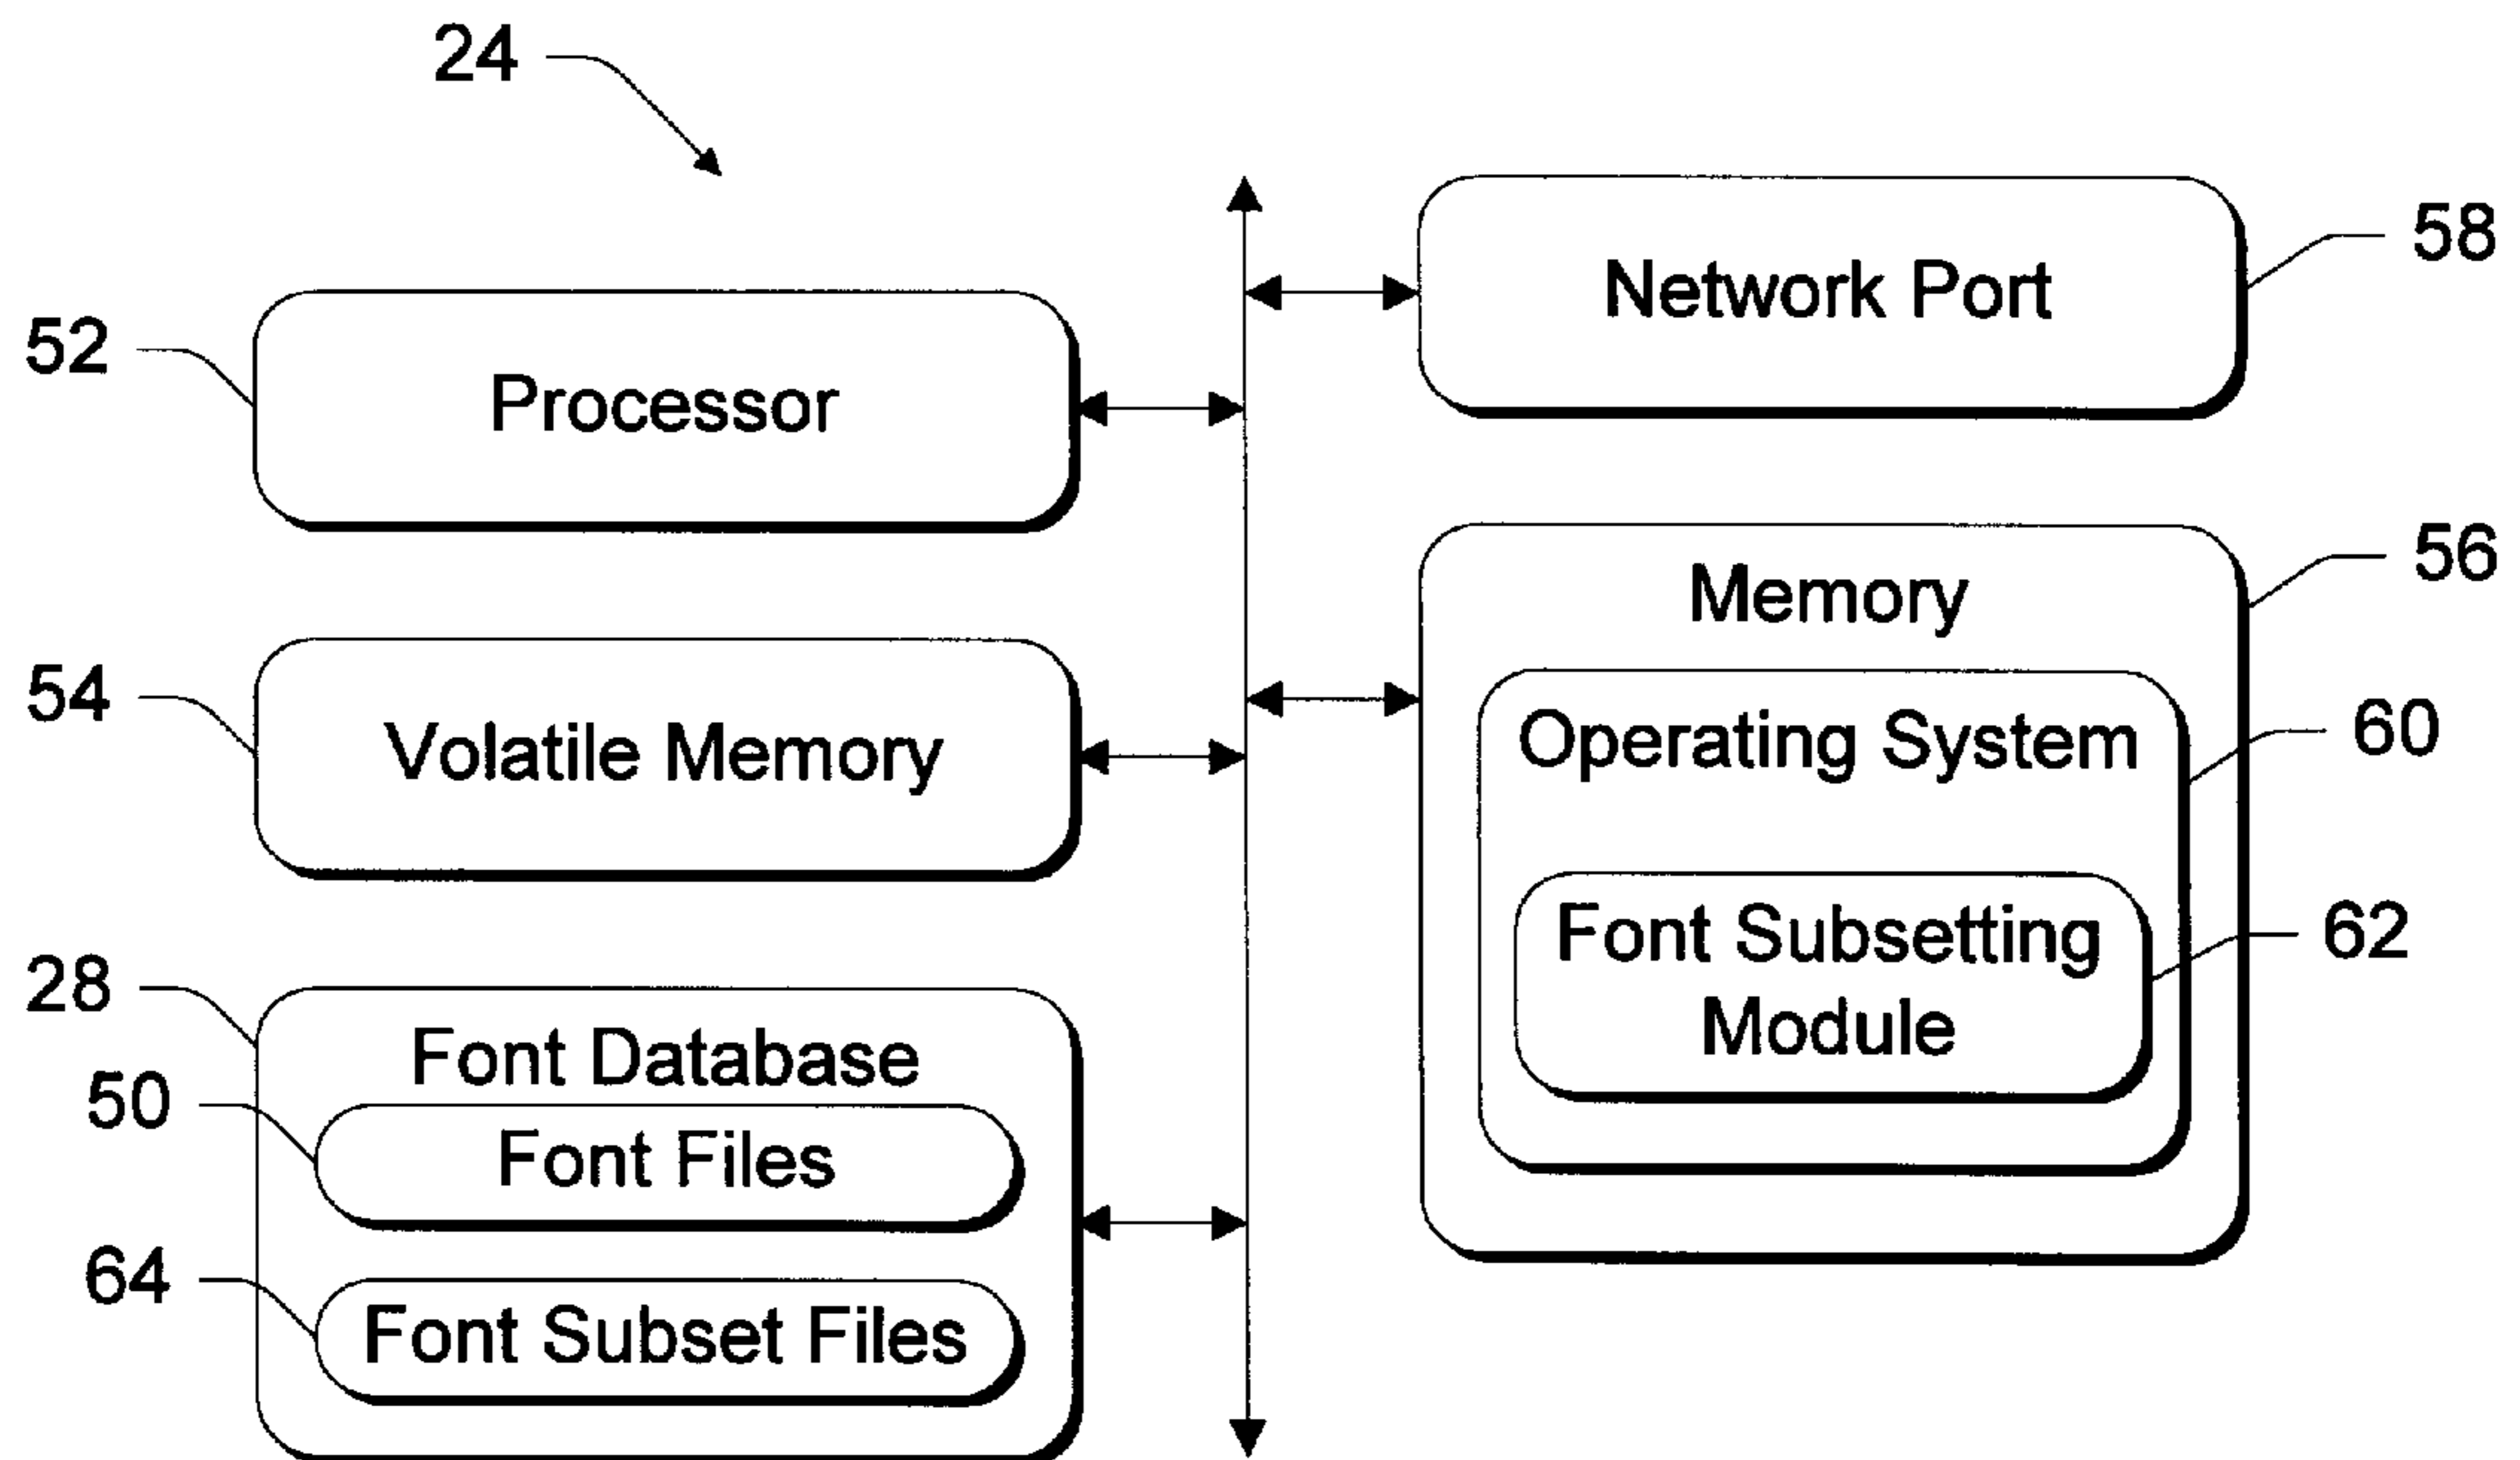 24
58
Network Port
52
Processor
56
Memory
54
Volatile Memory
60
Operating System
62
Font Subsetting
Module
28
Font Database
50
Font Files
64
Font Subset Files